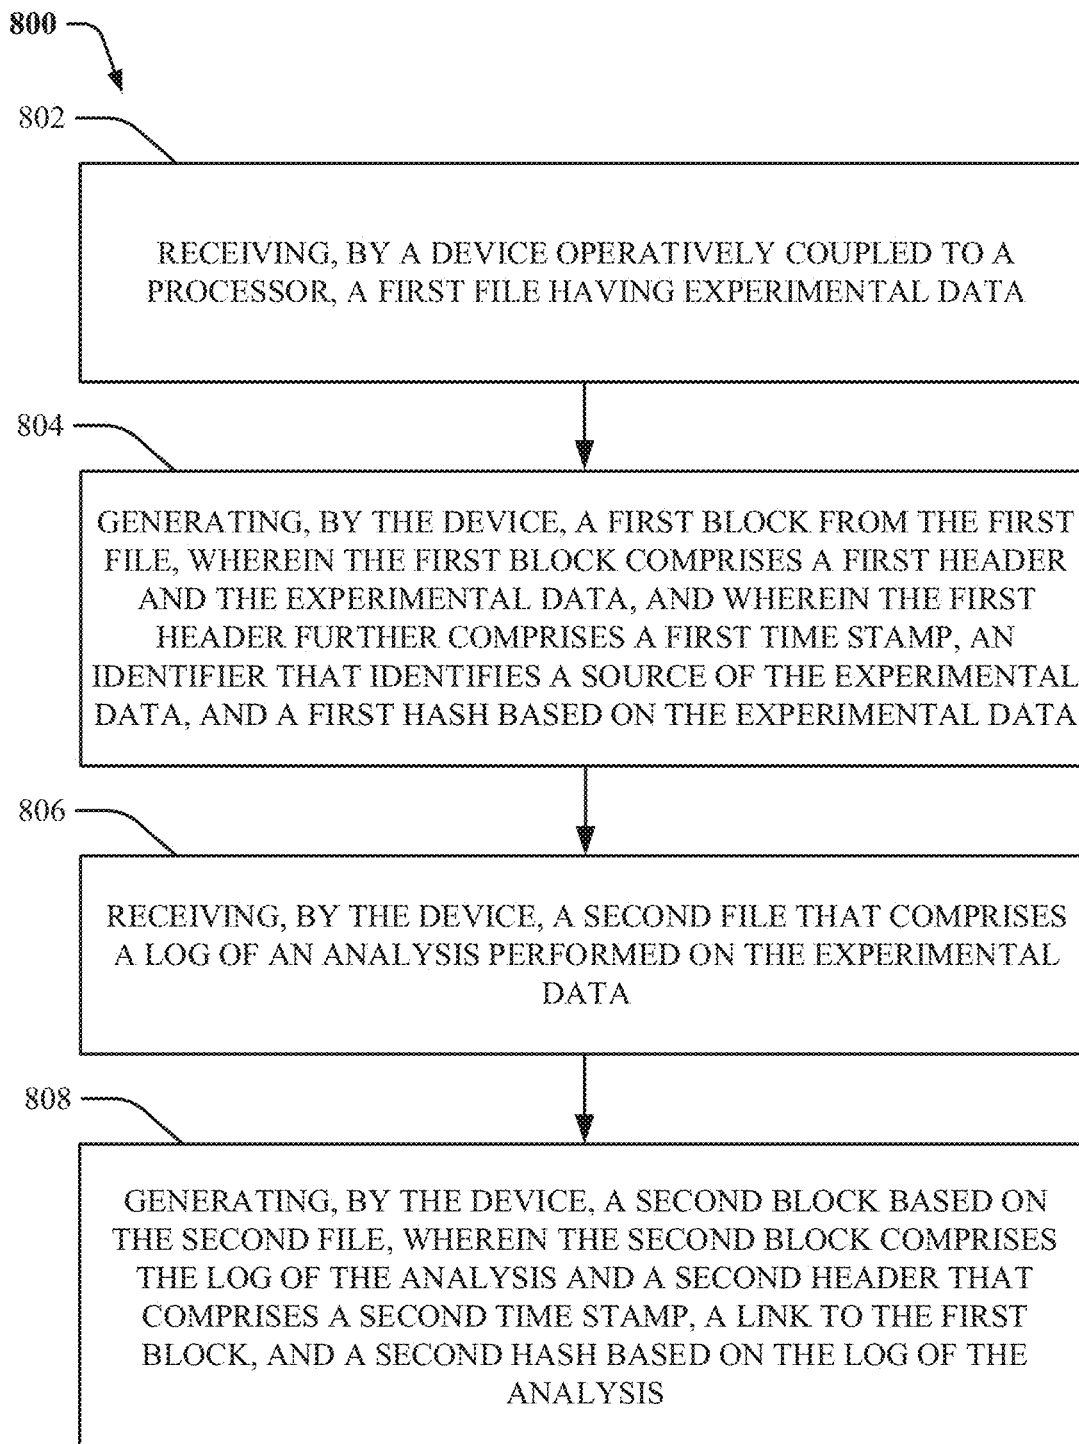 800
802
RECEIVING, BY A DEVICE OPERATIVELY COUPLED TO A
PROCESSOR, A FIRST FILE HAVING EXPERIMENTAL DATA
804
GENERATING, BY THE DEVICE, A FIRST BLOCK FROM THE FIRST
FILE, WHEREIN THE FIRST BLOCK COMPRISES A FIRST HEADER
AND THE EXPERIMENTAL DATA, AND WHEREIN THE FIRST
HEADER FURTHER COMPRISES A FIRST TIME STAMP, AN
IDENTIFIER THAT IDENTIFIES A SOURCE OF THE EXPERIMENTAL
DATA, AND A FIRST HASH BASED ON THE EXPERIMENTAL DATA
806
RECEIVING, BY THE DEVICE, A SECOND FILE THAT COMPRISES
A LOG OF AN ANALYSIS PERFORMED ON THE EXPERIMENTAL
DATA
808
GENERATING, BY THE DEVICE, A SECOND BLOCK BASED ON
THE SECOND FILE, WHEREIN THE SECOND BLOCK COMPRISES
THE LOG OF THE ANALYSIS AND A SECOND HEADER THAT
COMPRISES A SECOND TIME STAMP, A LINK TO THE FIRST
BLOCK, AND A SECOND HASH BASED ON THE LOG OF THE
ANALYSIS